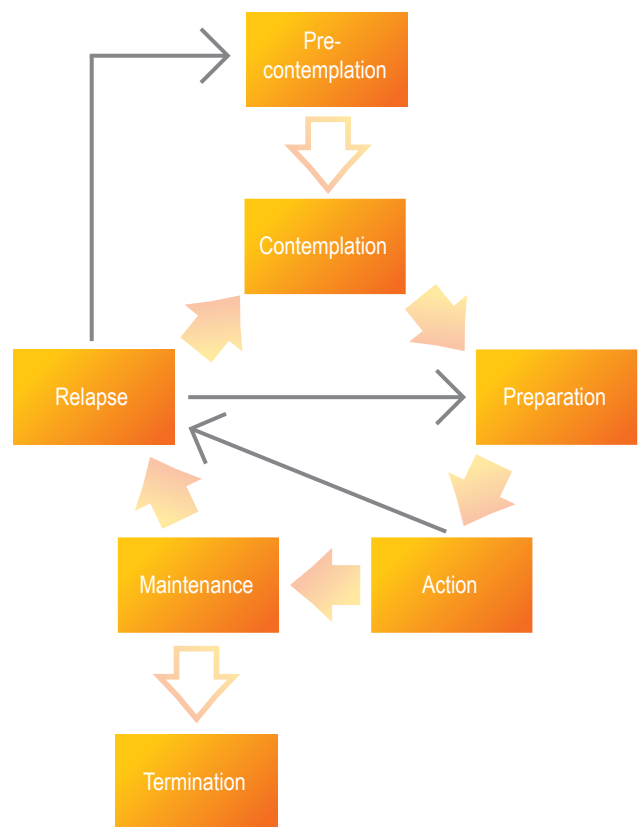 Pre-
contemplation
Contemplation
Relapse
Preparation
Maintenance
Action
Termination